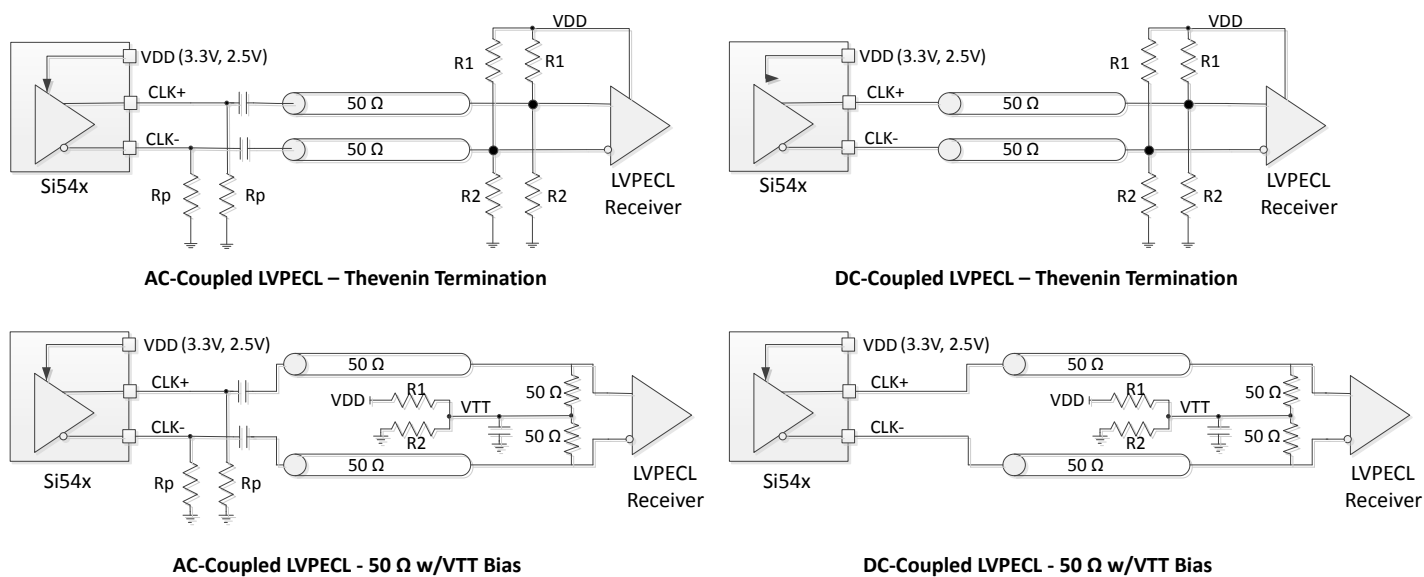 VDD
VDD (3.3V, 2.5V)
R1
R1
CLK+
50 Ω
CLK-
50 Ω
Si54x
Rp
Rp
R2
R2
LVPECL
Receiver
AC-Coupled LVPECL – Thevenin Termination
VDD
VDD (3.3V, 2.5V)
R1
R1
CLK+
50 Ω
CLK-
50 Ω
Si54x
R2
R2
LVPECL
Receiver
DC-Coupled LVPECL – Thevenin Termination
VDD (3.3V, 2.5V)
50 Ω
CLK+
R1
VDD
VTT
50 Ω
CLK-
R2
50 Ω
50 Ω
Si54x
Rp
Rp
LVPECL
Receiver
AC-Coupled LVPECL - 50 Ω w/VTT Bias
VDD (3.3V, 2.5V)
50 Ω
CLK+
R1
VDD
VTT
50 Ω
CLK-
R2
50 Ω
50 Ω
Si54x
LVPECL
Receiver
DC-Coupled LVPECL - 50 Ω w/VTT Bias